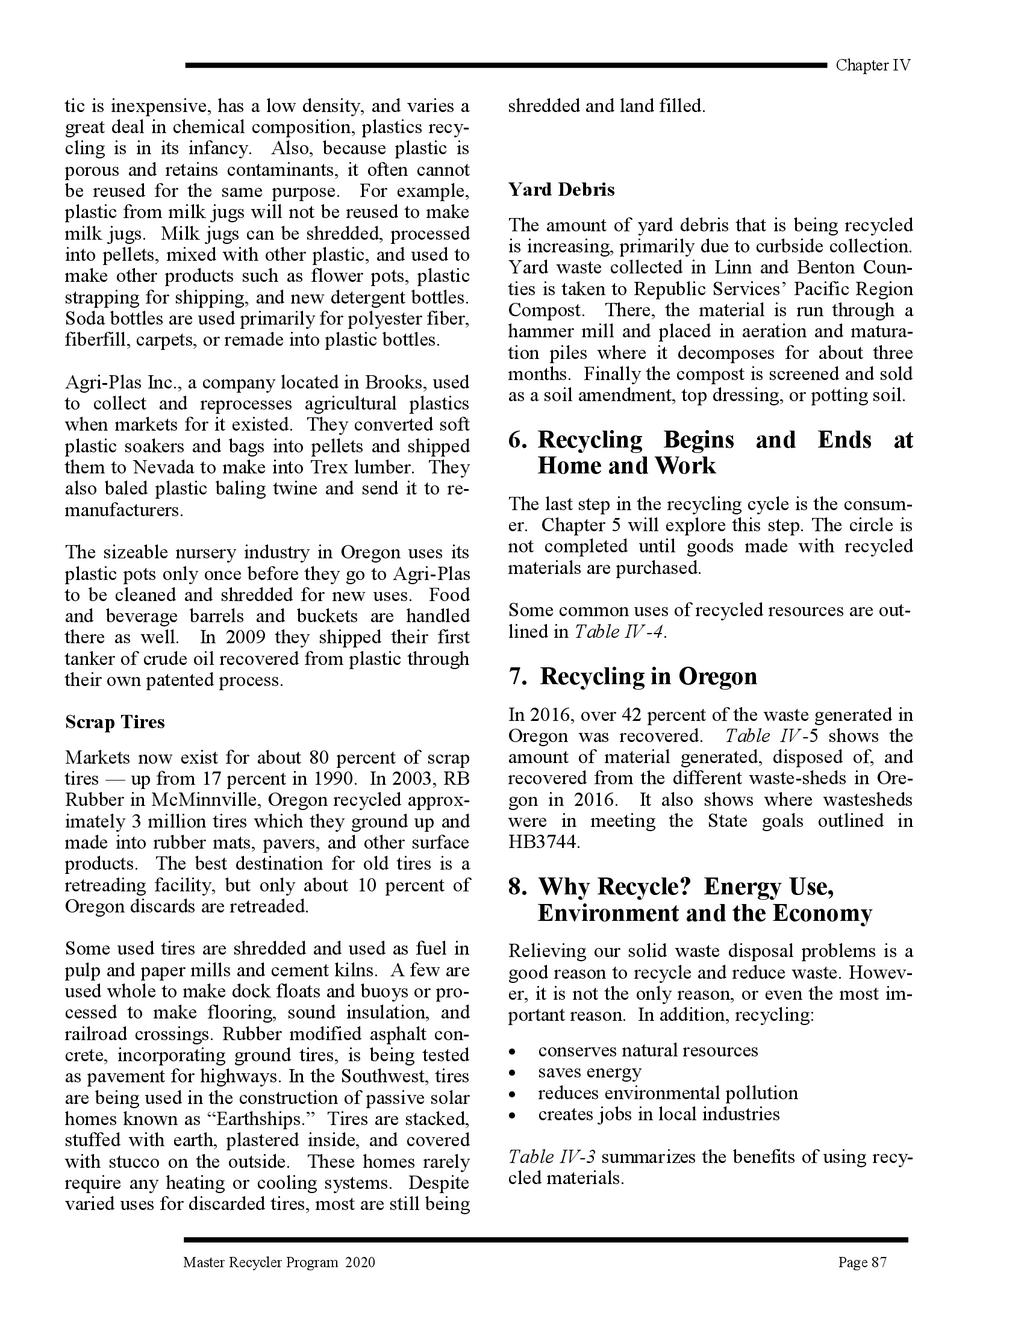 Chapter IV
tic is inexpensive, has a low density, and varies a
great deal in chemical composition, plastics recy-
cling is in its infancy.  Also, because plastic is
porous and retains contaminants, it often cannot
be reused for the same purpose.  For example,
plastic from milk jugs will not be reused to make
milk jugs.  Milk jugs can be shredded, processed
into pellets, mixed with other plastic, and used to
make other products such as flower pots, plastic
strapping for shipping, and new detergent bottles.
Soda bottles are used primarily for polyester fiber,
fiberfill, carpets, or remade into plastic bottles.
Agri-Plas Inc., a company located in Brooks, used
to collect and reprocesses agricultural plastics
when markets for it existed.  They converted soft
plastic soakers and bags into pellets and shipped
them to Nevada to make into Trex lumber.  They
also baled plastic baling twine and send it to re-
manufacturers.
The sizeable nursery industry in Oregon uses its
plastic pots only once before they go to Agri-Plas
to be cleaned and shredded for new uses.  Food
and beverage barrels and buckets are handled
there as well.  In 2009 they shipped their first
tanker of crude oil recovered from plastic through
their own patented process.
Scrap Tires
Markets now exist for about 80 percent of scrap
tires — up from 17 percent in 1990.  In 2003, RB
Rubber in McMinnville, Oregon recycled approx-
imately 3 million tires which they ground up and
made into rubber mats, pavers, and other surface
products.  The best destination for old tires is a
retreading facility, but only about 10 percent of
Oregon discards are retreaded.
Some used tires are shredded and used as fuel in
pulp and paper mills and cement kilns.  A few are
used whole to make dock floats and buoys or pro-
cessed to make flooring, sound insulation, and
railroad crossings. Rubber modified asphalt con-
crete, incorporating ground tires, is being tested
as pavement for highways. In the Southwest, tires
are being used in the construction of passive solar
homes known as “Earthships.”  Tires are stacked,
stuffed with earth, plastered inside, and covered
with stucco on the outside.  These homes rarely
require any heating or cooling systems.  Despite
varied uses for discarded tires, most are still being
shredded and land filled.
Yard Debris
The amount of yard debris that is being recycled
is increasing, primarily due to curbside collection.
Yard waste collected in Linn and Benton Coun-
ties is taken to Republic Services’ Pacific Region
Compost.  There, the material is run through a
hammer mill and placed in aeration and matura-
tion piles where it decomposes for about three
months.  Finally the compost is screened and sold
as a soil amendment, top dressing, or potting soil.
6. Recycling Begins and Ends at
Home and Work
The last step in the recycling cycle is the consum-
er.  Chapter 5 will explore this step. The circle is
not completed until goods made with recycled
materials are purchased.
Some common uses of recycled resources are out-
lined in Table IV-4.
7.  Recycling in Oregon
In 2016, over 42 percent of the waste generated in
Oregon was recovered.  Table IV-5 shows the
amount of material generated, disposed of, and
recovered from the different waste-sheds in Ore-
gon in 2016.  It also shows where wastesheds
were in meeting the State goals outlined in
HB3744.
8. Why Recycle?  Energy Use,
Environment and the Economy
Relieving our solid waste disposal problems is a
good reason to recycle and reduce waste. Howev-
er, it is not the only reason, or even the most im-
portant reason.  In addition, recycling:
• conserves natural resources
• saves energy
• reduces environmental pollution
• creates jobs in local industries
Table IV-3 summarizes the benefits of using recy-
cled materials.
Master Recycler Program  2020
Page 87